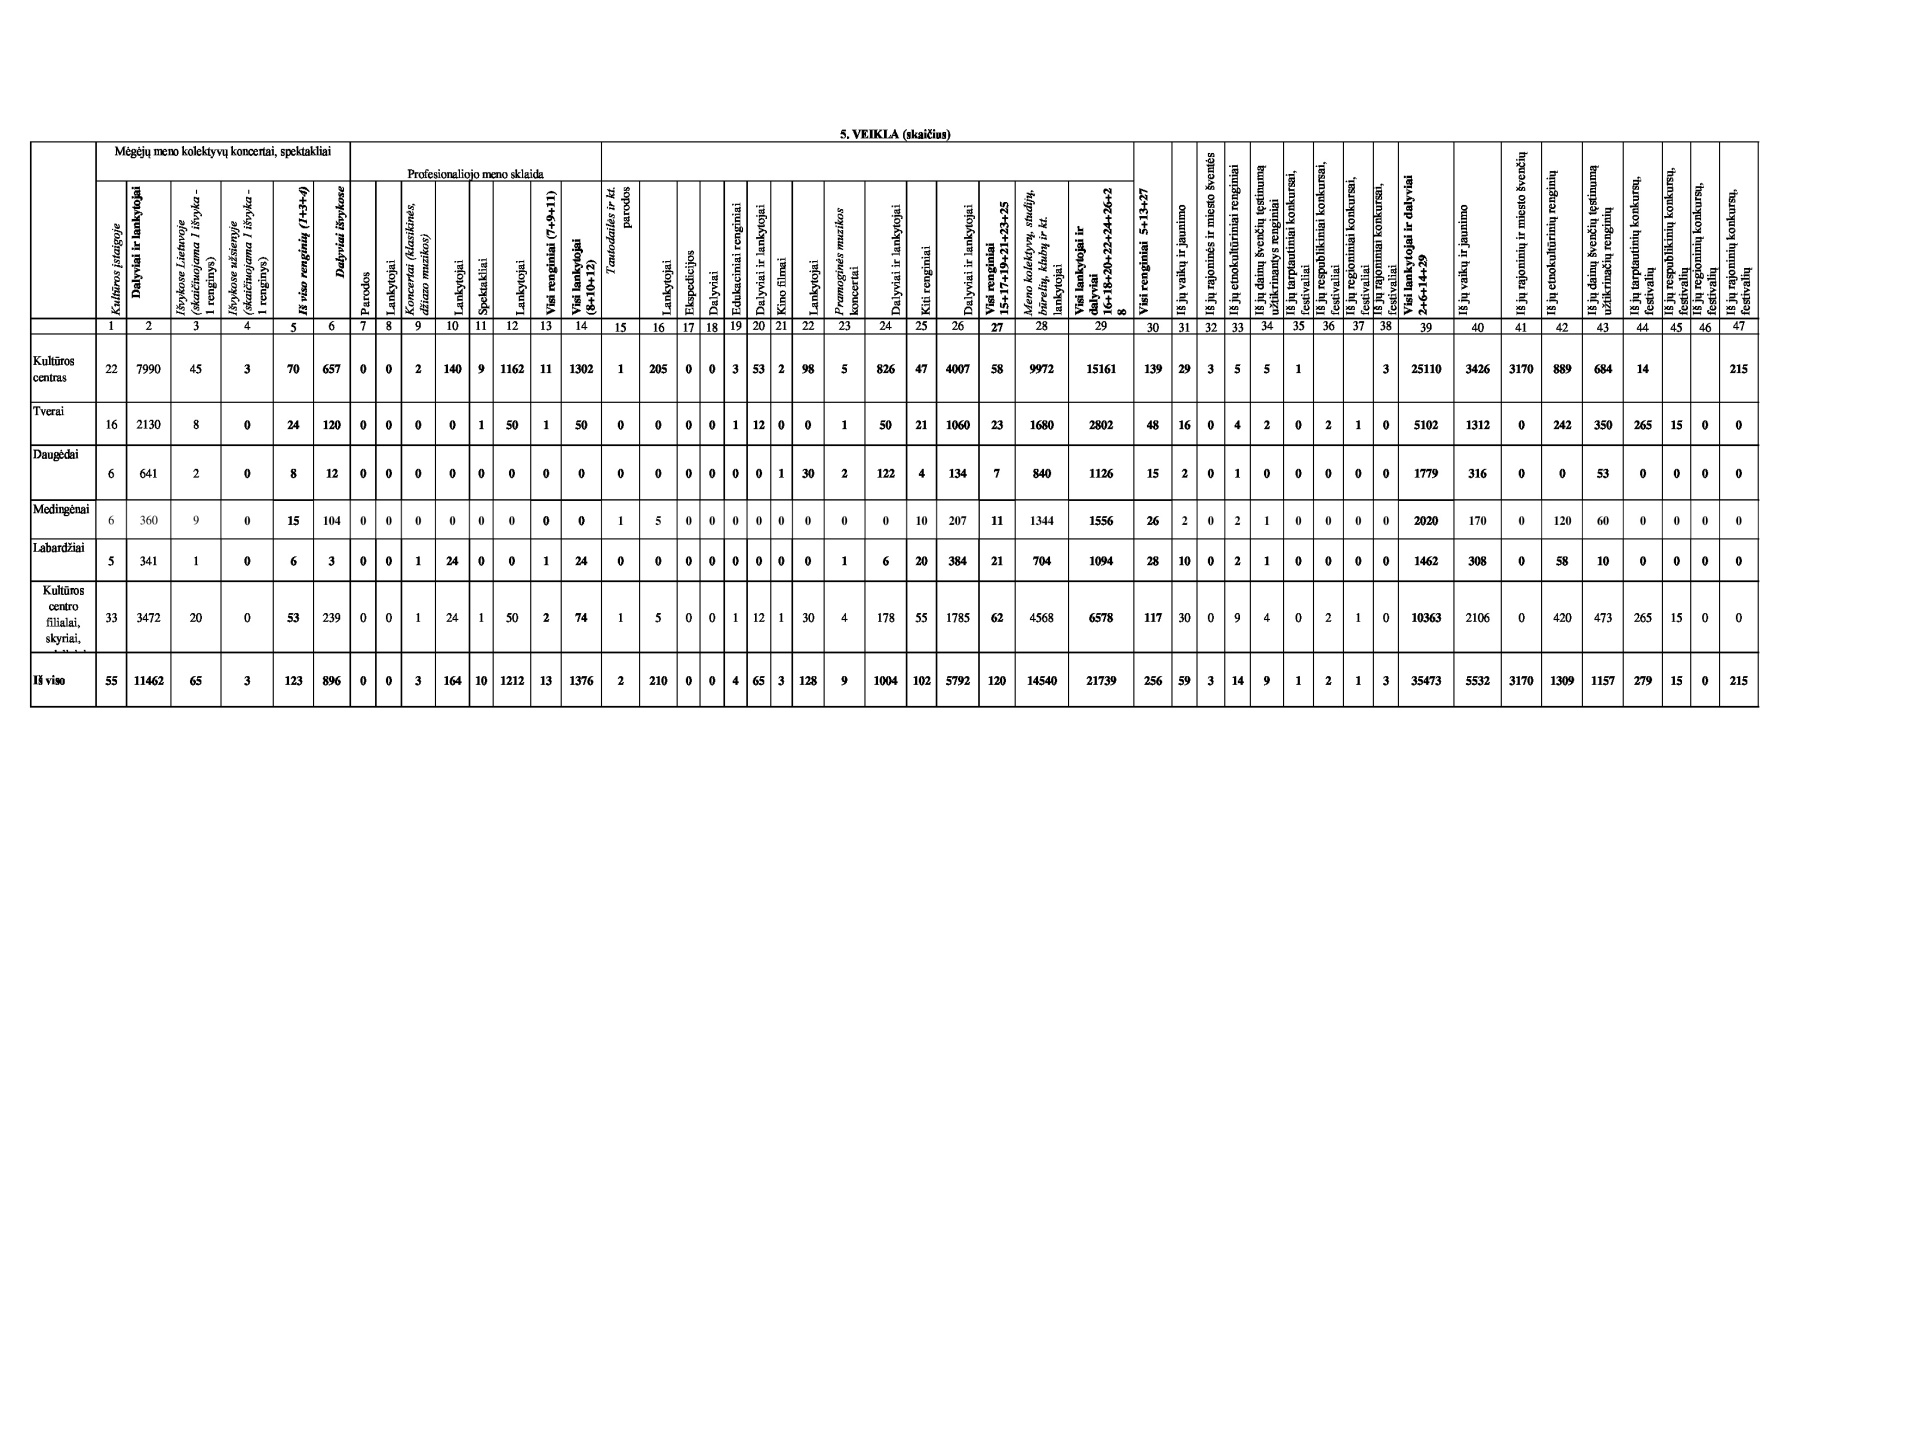 5. VEIKLA (skaičius)
Mėgėjų meno kolektyvų koncertai, spektakliai
Profesionaliojo meno sklaida
Kultūros įstaigoje
Dalyviai ir lankytojai
Išvykose Lietuvoje
(skaičiuojama 1 išvyka -
1 renginys)
Išvykose užsienyje
(skaičiuojama 1 išvyka -
1 renginys)
Iš viso renginių (1+3+4)
Dalyviai išvykose
Parodos
Lankytojai
Koncertai (klasikinės,
džiazo muzikos)
Lankytojai
Spektakliai
Lankytojai
Visi renginiai (7+9+11)
Visi lankytojai
(8+10+12)
Tautodailės ir kt.
parodos
Lankytojai
Ekspedicijos
Dalyviai
Edukaciniai renginiai
Dalyviai ir lankytojai
Kino filmai
Lankytojai
Pramoginės muzikos
koncertai
Dalyviai ir lankytojai
Kiti renginiai
Dalyviai ir lankytojai
Visi renginiai
15+17+19+21+23+25
Meno kolektyvų, studijų,
būrelių, klubų ir kt.
lankytojai
Visi lankytojai ir
dalyviai
16+18+20+22+24+26+2
8
Visi renginiai 5+13+27
Iš jų vaikų ir jaunimo
Iš jų rajoninės ir miesto šventės
Iš jų etnokultūriniai renginiai
Iš jų dainų švenčių tęstinumą
užtikrinantys renginiai
Iš jų tarptautiniai konkursai,
festivaliai
Iš jų respublikiniai konkursai,
festivaliai
Iš jų regioniniai konkursai,
festivaliai
Iš jų rajoniniai konkursai,
festivaliai
Visi lankytojai ir dalyviai
2+6+14+29
Iš jų vaikų ir jaunimo
Iš jų rajoninių ir miesto švenčių
Iš jų etnokultūrinių renginių
Iš jų dainų švenčių tęstinumą
užtikrinačių renginių
Iš jų tarptautinių konkursų,
festivalių
Iš jų respublikinių konkursų,
festivalių
Iš jų regioninių konkursų,
festivalių
Iš jų rajoninių konkursų,
festivalių
1 2 3 4 5 6 7 8 9 10 11 12 13 14 15 16 17 18 19 20 21 22 23 24 25 26 27 28 29 30 31 32 33 34 35 36 37 38 39 40 41 42 43 44 45 46 47
Kultūros
centras
22 7990 45 3 70 657 0 0 2 140 9 1162 11 1302 1 205 0 0 3 53 2 98 5 826 47 4007 58 9972 15161 139 29 3 5 5 1 3 25110 3426 3170 889 684 14 215
Tverai
16 2130 8 0 24 120 0 0 0 0 1 50 1 50 0 0 0 0 1 12 0 0 1 50 21 1060 23 1680 2802 48 16 0 4 2 0 2 1 0 5102 1312 0 242 350 265 15 0 0
Daugėdai
6 641 2 0 8 12 0 0 0 0 0 0 0 0 0 0 0 0 0 0 1 30 2 122 4 134 7 840 1126 15 2 0 1 0 0 0 0 0 1779 316 0 0 53 0 0 0 0
Medingėnai
6 360 9 0 15 104 0 0 0 0 0 0 0 0 1 5 0 0 0 0 0 0 0 0 10 207 11 1344 1556 26 2 0 2 1 0 0 0 0 2020 170 0 120 60 0 0 0 0
Labardžiai
5 341 1 0 6 3 0 0 1 24 0 0 1 24 0 0 0 0 0 0 0 0 1 6 20 384 21 704 1094 28 10 0 2 1 0 0 0 0 1462 308 0 58 10 0 0 0 0
Kultūros
centro
filialai,
skyriai,
33 3472 20 0 53 239 0 0 1 24 1 50 2 74 1 5 0 0 1 12 1 30 4 178 55 1785 62 4568 6578 117 30 0 9 4 0 2 1 0 10363 2106 0 420 473 265 15 0 0
Iš viso 55 11462 65 3 123 896 0 0 3 164 10 1212 13 1376 2 210 0 0 4 65 3 128 9 1004 102 5792 120 14540 21739 256 59 3 14 9 1 2 1 3 35473 5532 3170 1309 1157 279 15 0 215